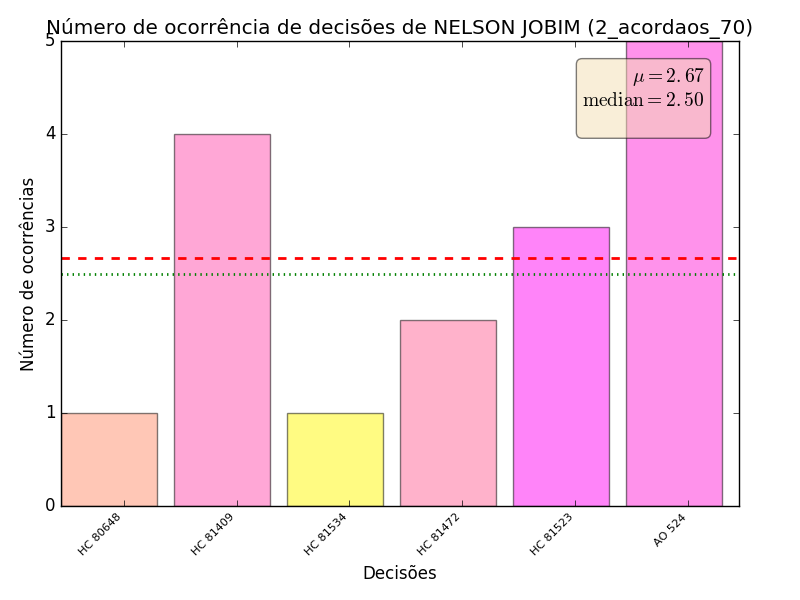 Número de ocorrência de decisões de NELSON JOBIM (2_acordaos_70)
μ = 2.67
median = 2.50
Número de ocorrências
5
4
3
2
1
0
HC 80648
HC 81409
HC 81534
HC 81472
HC 81523
AO 524
Decisões